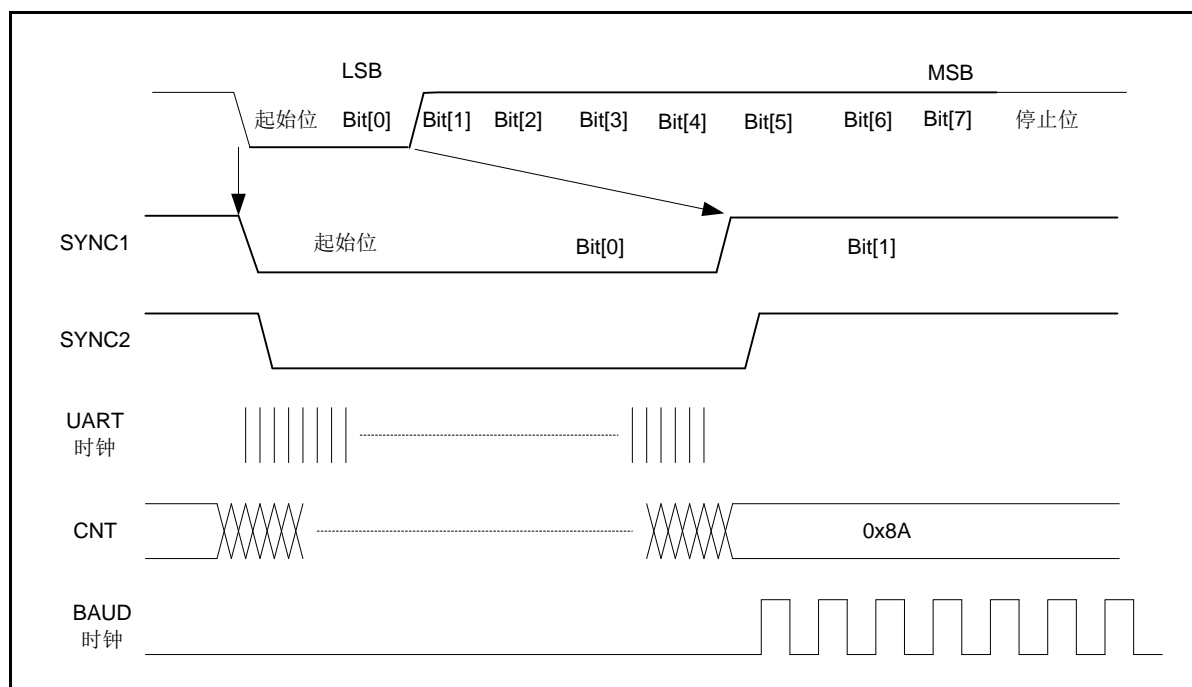 LSB MSB
起始位 Bit[0] Bit[1] Bit[2] Bit[3] Bit[4] Bit[5] Bit[6] Bit[7] 停止位
SYNC1 起始位 Bit[0] Bit[1]
SYNC2
UART
时钟
CNT 0x8A
BAUD
时钟